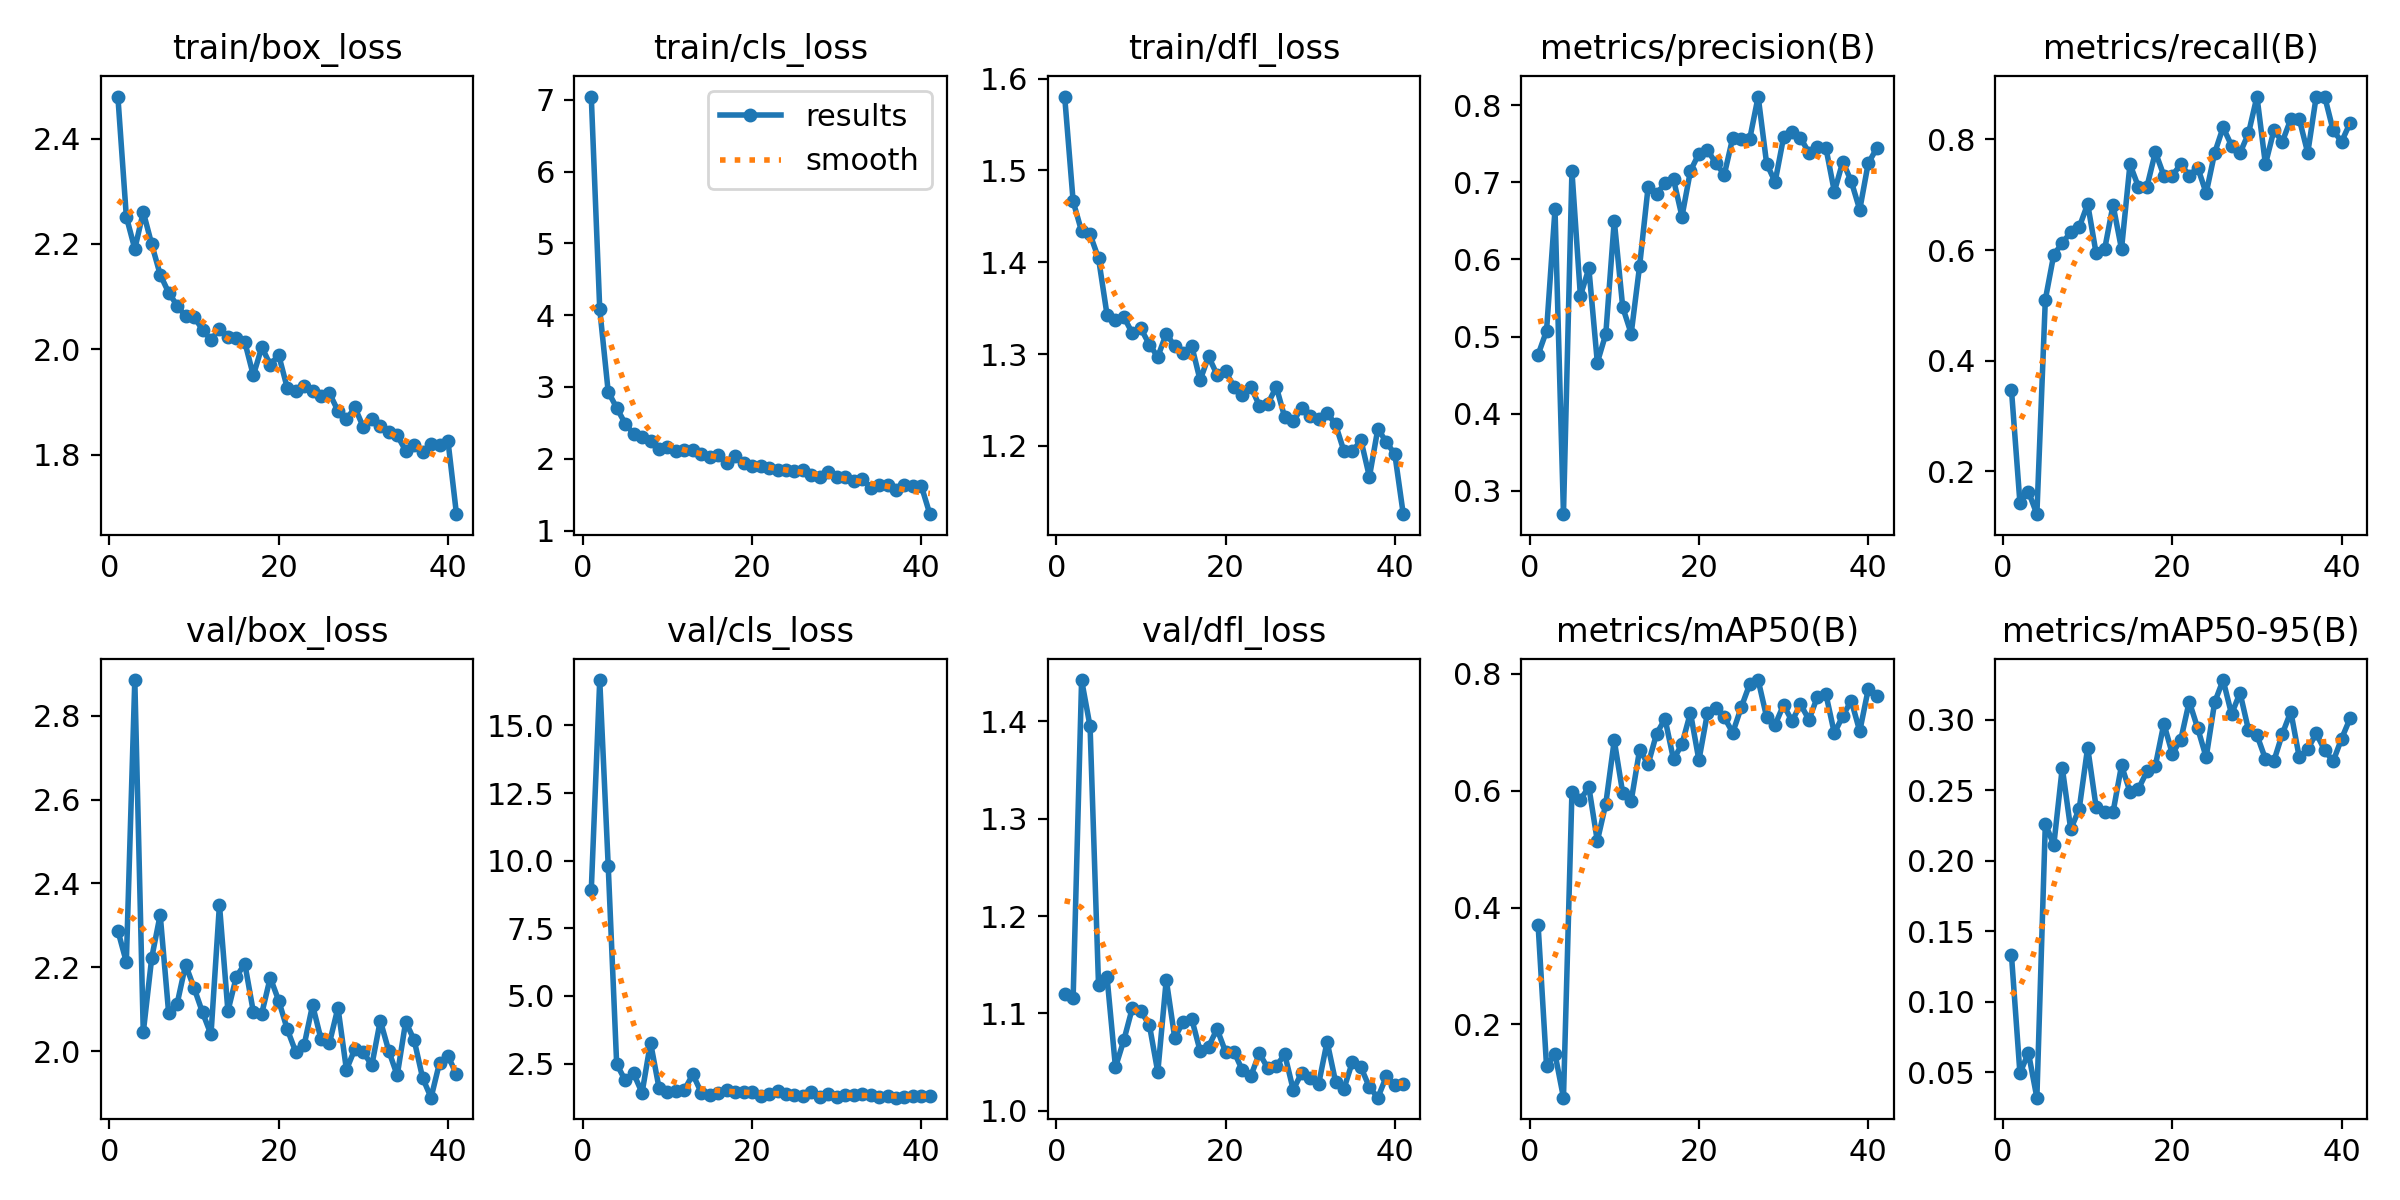 train/box_loss
2.4
2.2
2.0
1.8
0 20 40
train/cls_loss
results
smooth
7
6
5
4
3
2
1
0 20 40
train/dfl_loss
1.6
1.5
1.4
1.3
1.2
0 20 40
metrics/precision(B)
0.8
0.7
0.6
0.5
0.4
0.3
0 20 40
metrics/recall(B)
0.8
0.6
0.4
0.2
0 20 40
val/box_loss
2.8
2.6
2.4
2.2
2.0
0 20 40
val/cls_loss
15.0
12.5
10.0
7.5
5.0
2.5
0 20 40
val/dfl_loss
1.4
1.3
1.2
1.1
1.0
0 20 40
metrics/mAP50(B)
0.8
0.6
0.4
0.2
0 20 40
metrics/mAP50-95(B)
0.30
0.25
0.20
0.15
0.10
0.05
0 20 40